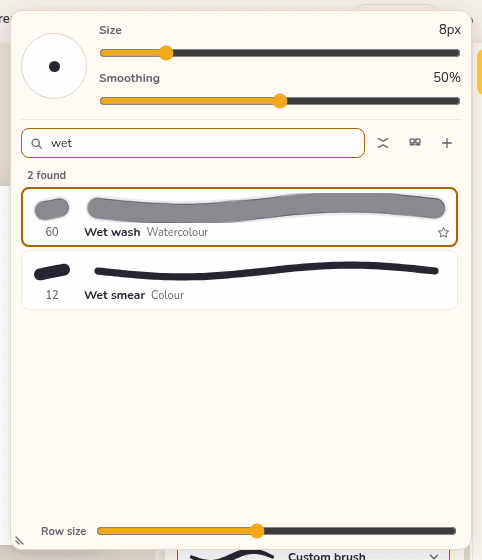 re
Size 8px
Smoothing 50%
wet
2 found
60 Wet wash Watercolour
12 Wet smear Colour
Row size
Custom brush